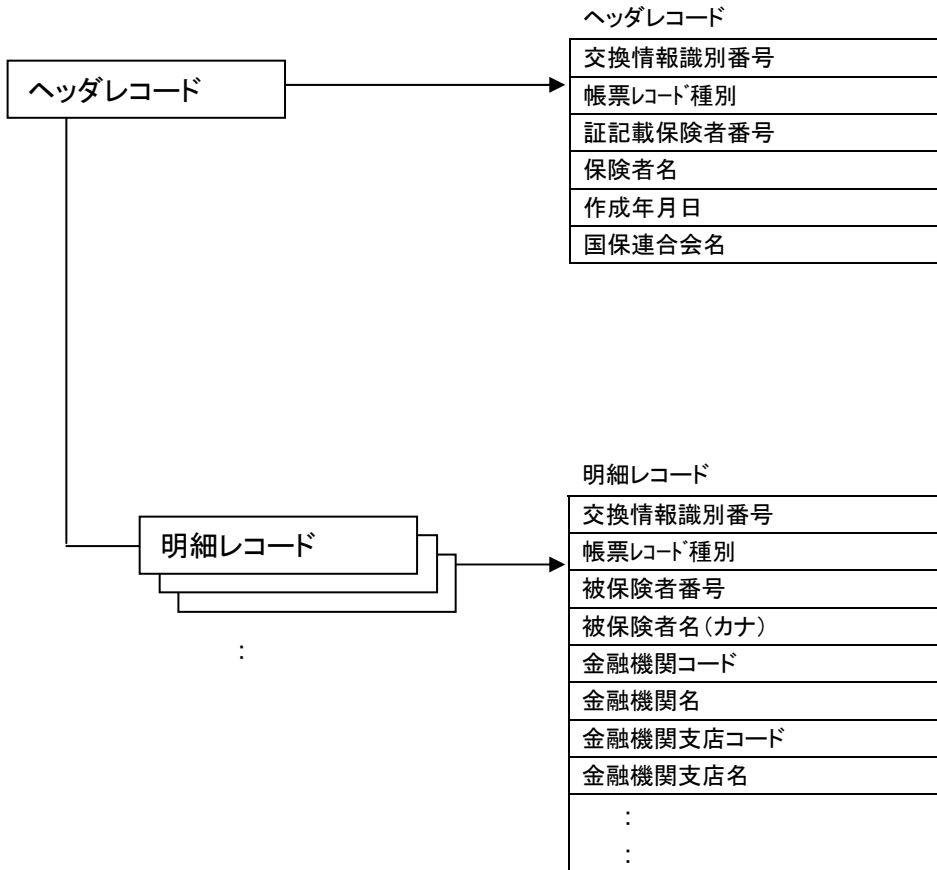 ヘッダレコード
ヘッダレコード
交換情報識別番号
帳票ﾚｺｰﾄﾞ種別
証記載保険者番号
保険者名
作成年月日
国保連合会名
明細レコード
明細レコード
:
交換情報識別番号
帳票ﾚｺｰﾄﾞ種別
被保険者番号
被保険者名(カナ)
金融機関コード
金融機関名
金融機関支店コード
金融機関支店名
:
: